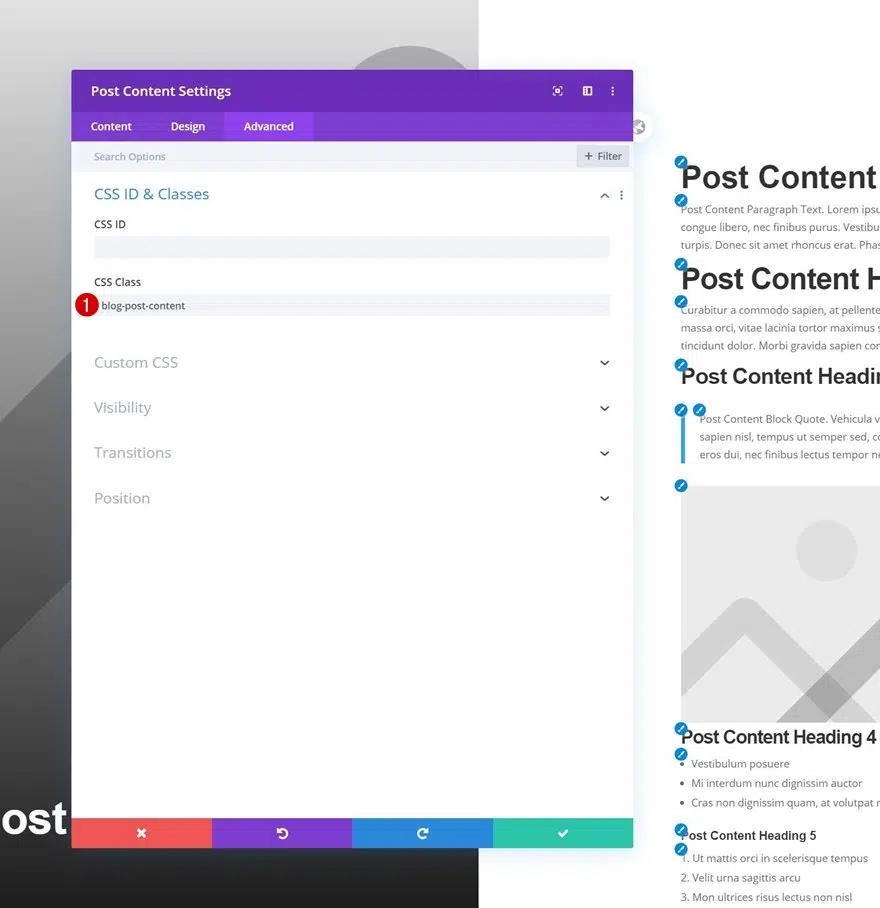 Post Content Settings
Content Design Advanced
Search Options
+ Filter
CSS ID & Classes
CSS ID
CSS Class
1 blog-post-content
Custom CSS
Visibility
Transitions
Position
ost
Post Content
Post Content Paragraph Text. Lorem ipsu
congue libero, nec finibus purus. Vestibu
turpis. Donec sit amet rhoncus erat. Phas
Post Content H
Curabitur a commodo sapien, at pellente
massa orci, vitae lacinia tortor maximus s
tincidunt dolor. Morbi gravida sapien con
Post Content Headin
Post Content Block Quote. Vehicula v
sapien nisl, tempus ut semper sed, co
eros dui, nec finibus lectus tempor ne
Post Content Heading 4
• Vestibulum posuere
• Mi interdum nunc dignissim auctor
• Cras non dignissim quam, at volutpat n
Post Content Heading 5
1. Ut mattis orci in scelerisque tempus
2. Velit urna sagittis arcu
3. Mon ultrices risus lectus non nisl